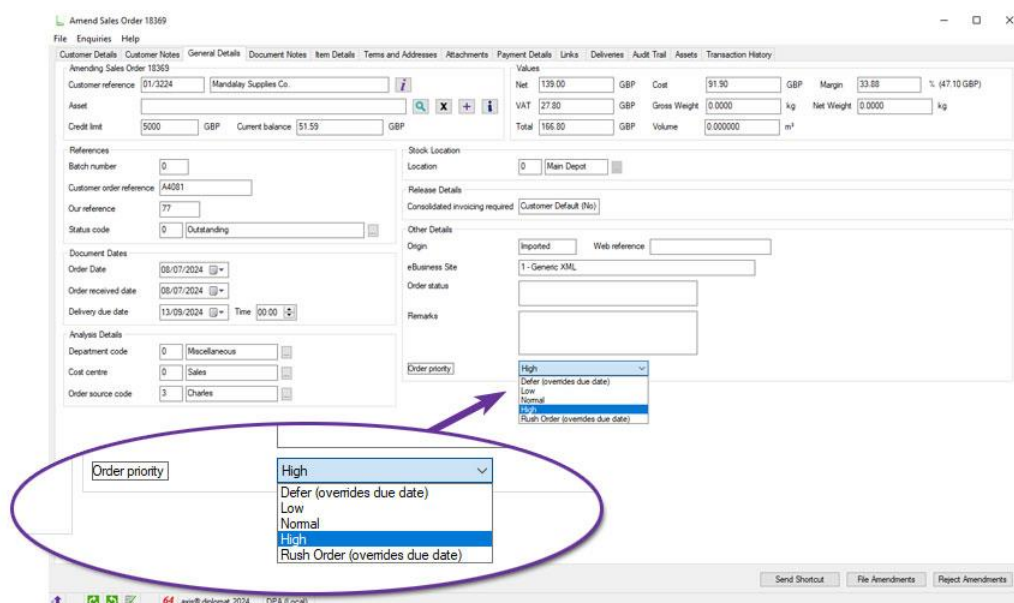 Amend Sales Order 18369
File Enquiries Help
Customer Details Customer Notes General Details Document Notes Item Details Terms and Addresses Attachments Payment Details Links Deliveries Audit Trail Assets Transaction History
Amending Sales Order 18369
Customer reference 01/3224 Mandalay Supplies Co. i
Asset X + i
Credit limit 5000 GBP Current balance 51.59 GBP
Values
Net 139.00 GBP Cost 91.90 GBP Margin 33.88 % (47.10 GBP)
VAT 27.80 GBP Gross Weight 0.0000 kg Net Weight 0.0000 kg
Total 166.80 GBP Volume 0.000000 m³
References
Batch number 0
Customer order reference A4081
Our reference 77
Status code 0 Outstanding ...
Document Dates
Order Date 08/07/2024
Order received date 08/07/2024
Delivery due date 13/09/2024 Time 00:00
Analysis Details
Department code 0 Miscellaneous ...
Cost centre 0 Sales ...
Order source code 3 Charles ...
Stock Location
Location 0 Main Depot
Release Details
Consolidated invoicing required Customer Default (No)
Other Details
Origin Imported Web reference
eBusiness Site 1 - Generic XML
Order status
Remarks
Order priority High
Defer (overrides due date)
Low
Normal
High
Rush Order (overrides due date)
Order priority High
Defer (overrides due date)
Low
Normal
High
Rush Order (overrides due date)
Send Shortcut File Amendments Reject Amendments
64 axis® diplomat 2024 DPA (Local)